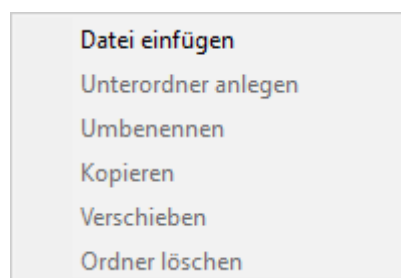 Datei einfügen
Unterordner anlegen
Umbenennen
Kopieren
Verschieben
Ordner löschen